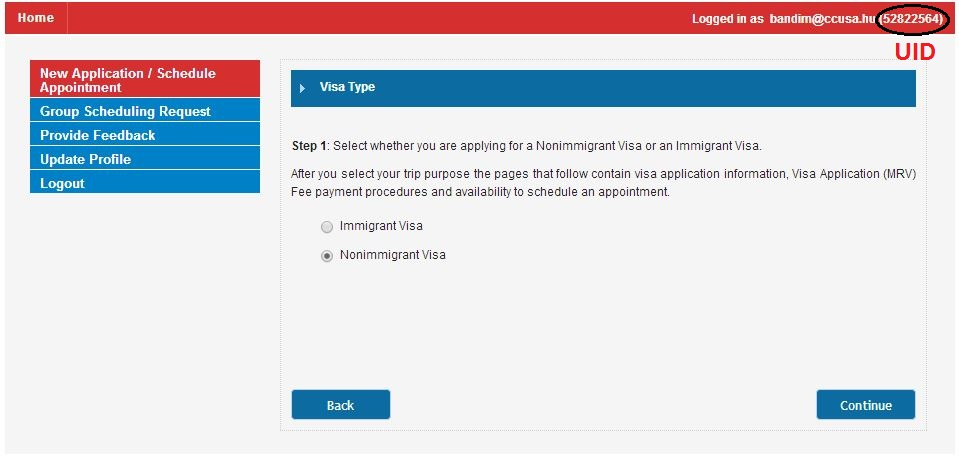 Home
Logged in as bandim@ccusa.hu (52822564)
UID
New Application / Schedule
Appointment
Group Scheduling Request
Provide Feedback
Update Profile
Logout
Visa Type
Step 1: Select whether you are applying for a Nonimmigrant Visa or an Immigrant Visa.
After you select your trip purpose the pages that follow contain visa application information, Visa Application (MRV)
Fee payment procedures and availability to schedule an appointment.
Immigrant Visa
Nonimmigrant Visa
Back
Continue